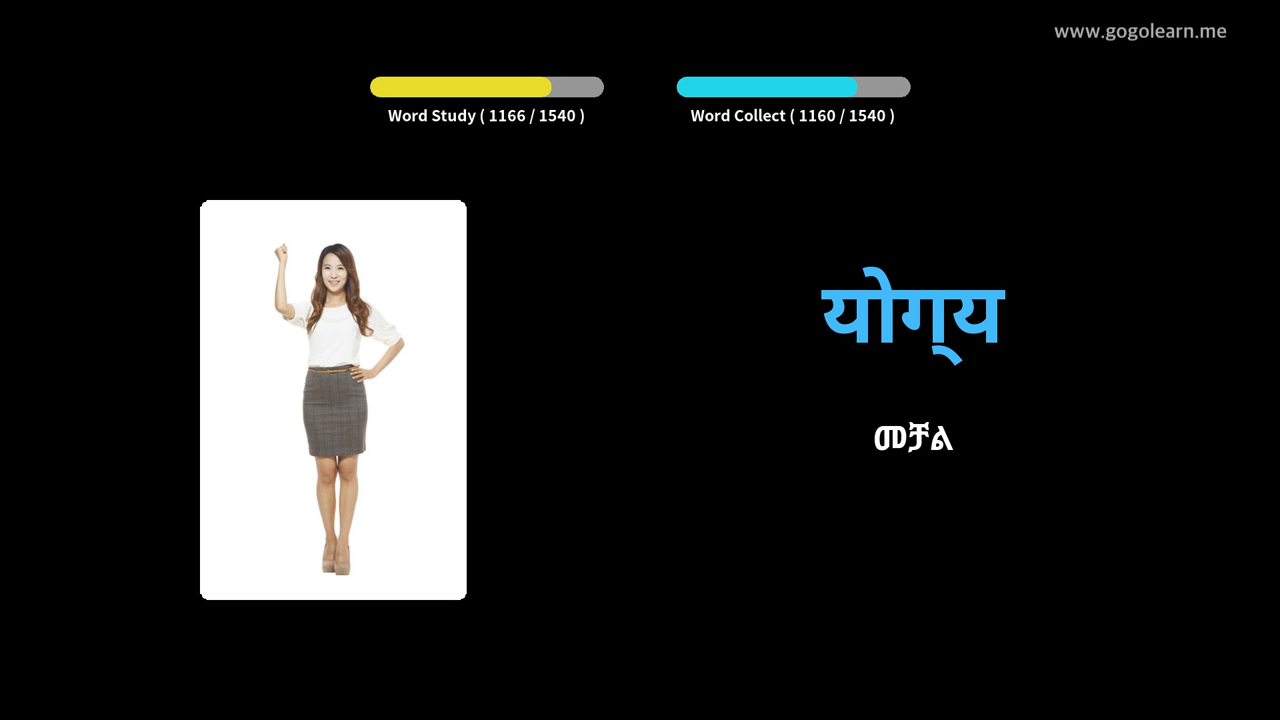 www.gogolearn.me
Word Study ( 1166 / 1540 )
Word Collect ( 1160 / 1540 )
योग्‌य
መቻል